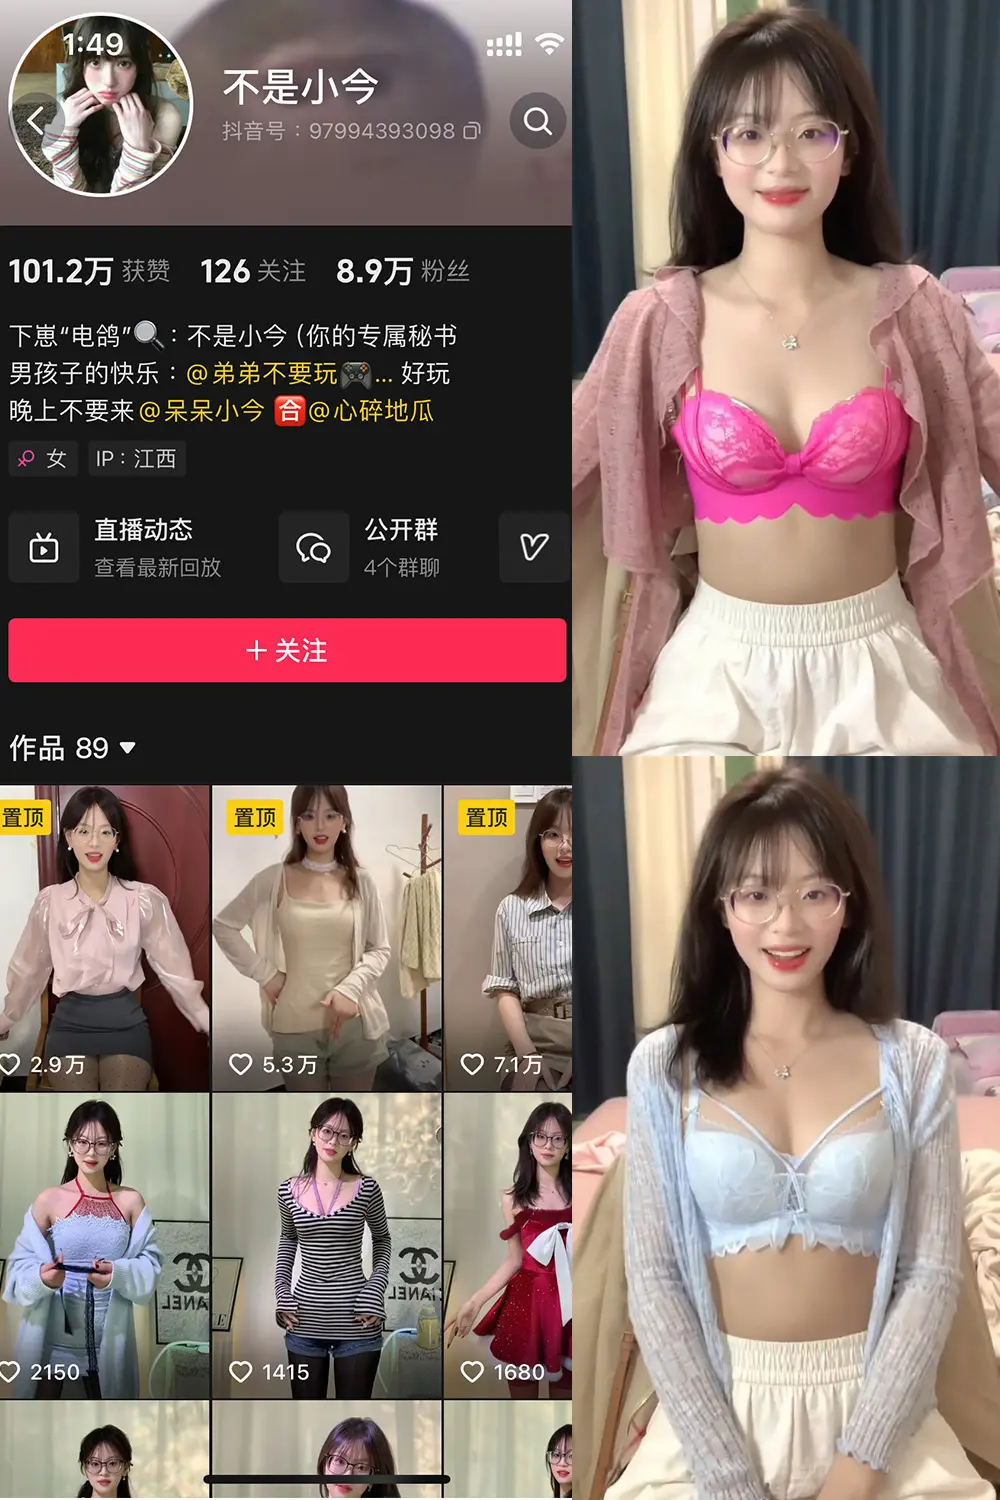 1:49
不是小今
抖音号：97994393098
101.2万 获赞 126 关注 8.9万 粉丝
下崽“电鸽”🔍：不是小今 (你的专属秘书
男孩子的快乐：@弟弟不要玩🎮... 好玩
晚上不要来@呆呆小今 🈴@心碎地瓜
女 IP：江西
直播动态
查看最新回放
公开群
4个群聊
+ 关注
作品 89
置顶 置顶 置顶
2.9万 5.3万 7.1万
CHANEL
CHANEL
2150 1415 1680